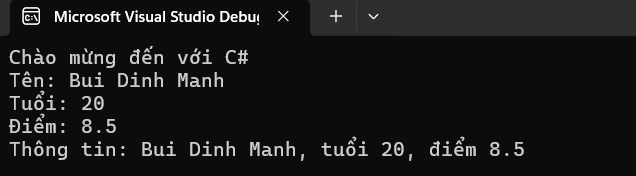 Microsoft Visual Studio Debug
Chào mừng đến với C#
Tên: Bui Dinh Manh
Tuổi: 20
Điểm: 8.5
Thông tin: Bui Dinh Manh, tuổi 20, điểm 8.5